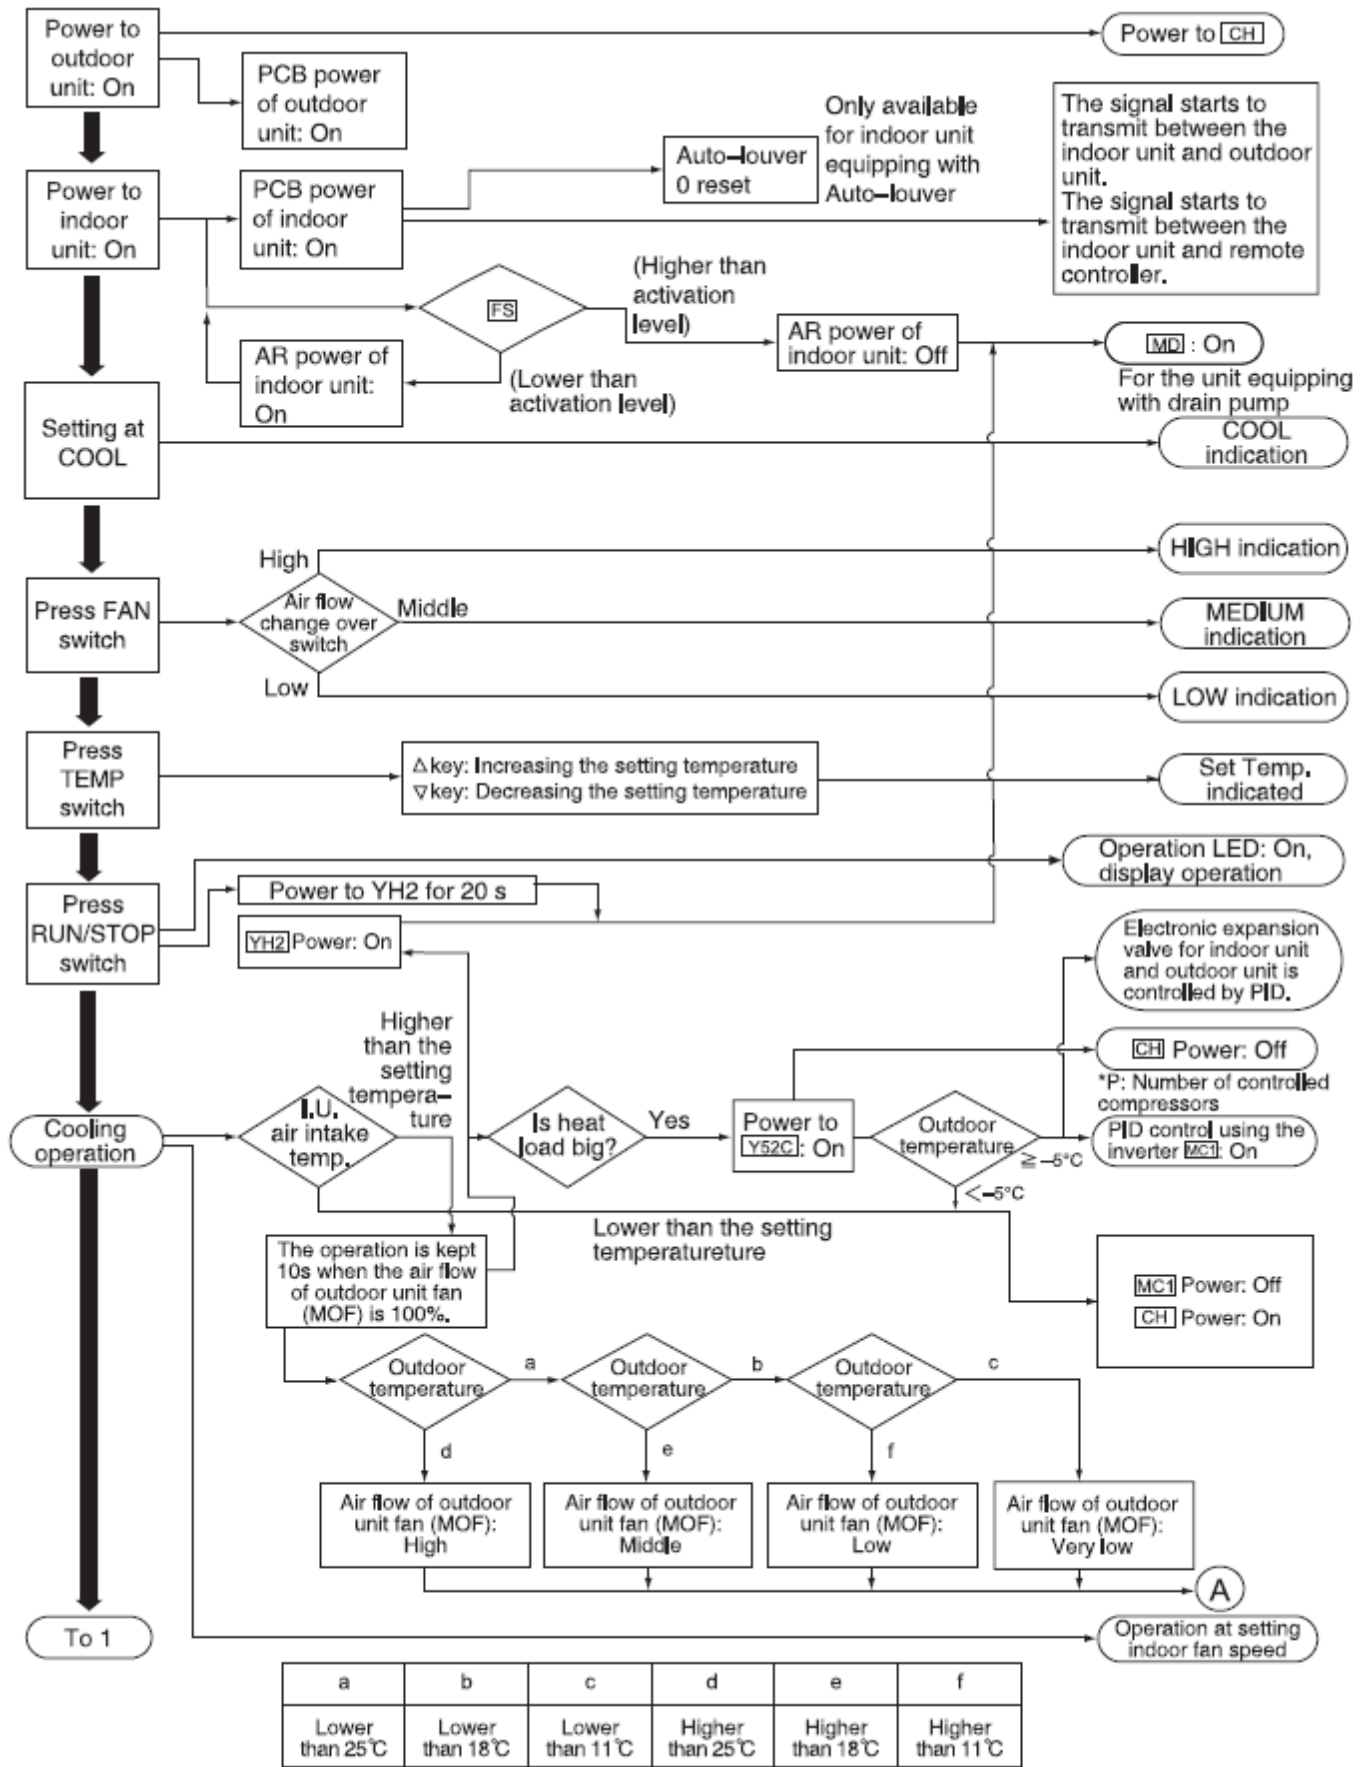 Power to
outdoor
unit: On
Power to CH
PCB power
of outdoor
unit: On
Only available
for indoor unit
equipping with
Auto–louver
The signal starts to
transmit between the
indoor unit and outdoor
unit.
The signal starts to
transmit between the
indoor unit and remote
controller.
Auto–louver
0 reset
Power to
indoor
unit: On
PCB power
of indoor
unit: On
FS
(Higher than
activation
level)
AR power of
indoor unit: Off
MD : On
For the unit equipping
with drain pump
AR power of
indoor unit:
On
(Lower than
activation level)
Setting at
COOL
COOL
indication
High
HIGH indication
Press FAN
switch
Air flow
change over
switch
Middle
MEDIUM
indication
Low
LOW indication
Press
TEMP
switch
△ key: Increasing the setting temperature
▽ key: Decreasing the setting temperature
Set Temp.
indicated
Operation LED: On,
display operation
Press
RUN/STOP
switch
Power to YH2 for 20 s
YH2 Power: On
Electronic expansion
valve for indoor unit
and outdoor unit is
controlled by PID.
Higher
than the
setting
tempera–
ture
CH Power: Off
*P: Number of controlled
compressors
Cooling
operation
I.U.
air intake
temp.
Is heat
load big?
Yes
Power to
Y52C : On
Outdoor
temperature
≧ –5°C
PID control using the
inverter MC1: On
<–5°C
Lower than the setting
temperatureture
The operation is kept
10s when the air flow
of outdoor unit fan
(MOF) is 100%.
MC1 Power: Off
CH Power: On
Outdoor
temperature
a
Outdoor
temperature
b
Outdoor
temperature
c
d
e
f
Air flow of outdoor
unit fan (MOF):
High
Air flow of outdoor
unit fan (MOF):
Middle
Air flow of outdoor
unit fan (MOF):
Low
Air flow of outdoor
unit fan (MOF):
Very low
A
To 1
Operation at setting
indoor fan speed
a b c d e f
Lower Lower Lower Higher Higher Higher
than 25℃ than 18℃ than 11℃ than 25℃ than 18℃ than 11℃